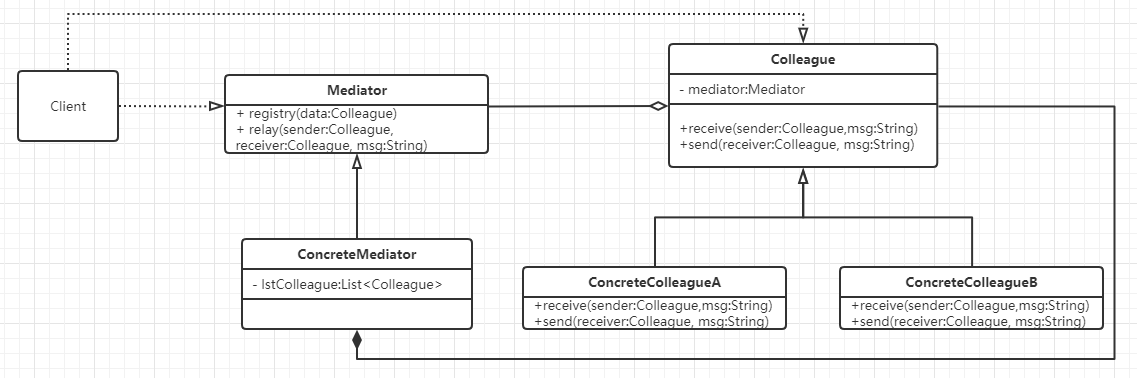 Client
Mediator
+ registry(data:Colleague)
+ relay(sender:Colleague,
receiver:Colleague, msg:String)
Colleague
- mediator:Mediator
+receive(sender:Colleague,msg:String)
+send(receiver:Colleague, msg:String)
ConcreteMediator
- lstColleague:List<Colleague>
ConcreteColleagueA
+receive(sender:Colleague,msg:String)
+send(receiver:Colleague, msg:String)
ConcreteColleagueB
+receive(sender:Colleague,msg:String)
+send(receiver:Colleague, msg:String)